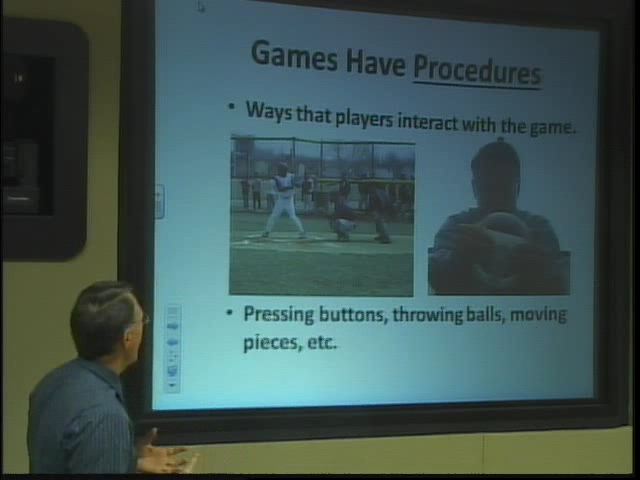 Games Have Procedures
• Ways that players interact with the game.
• Pressing buttons, throwing balls, moving
pieces, etc.